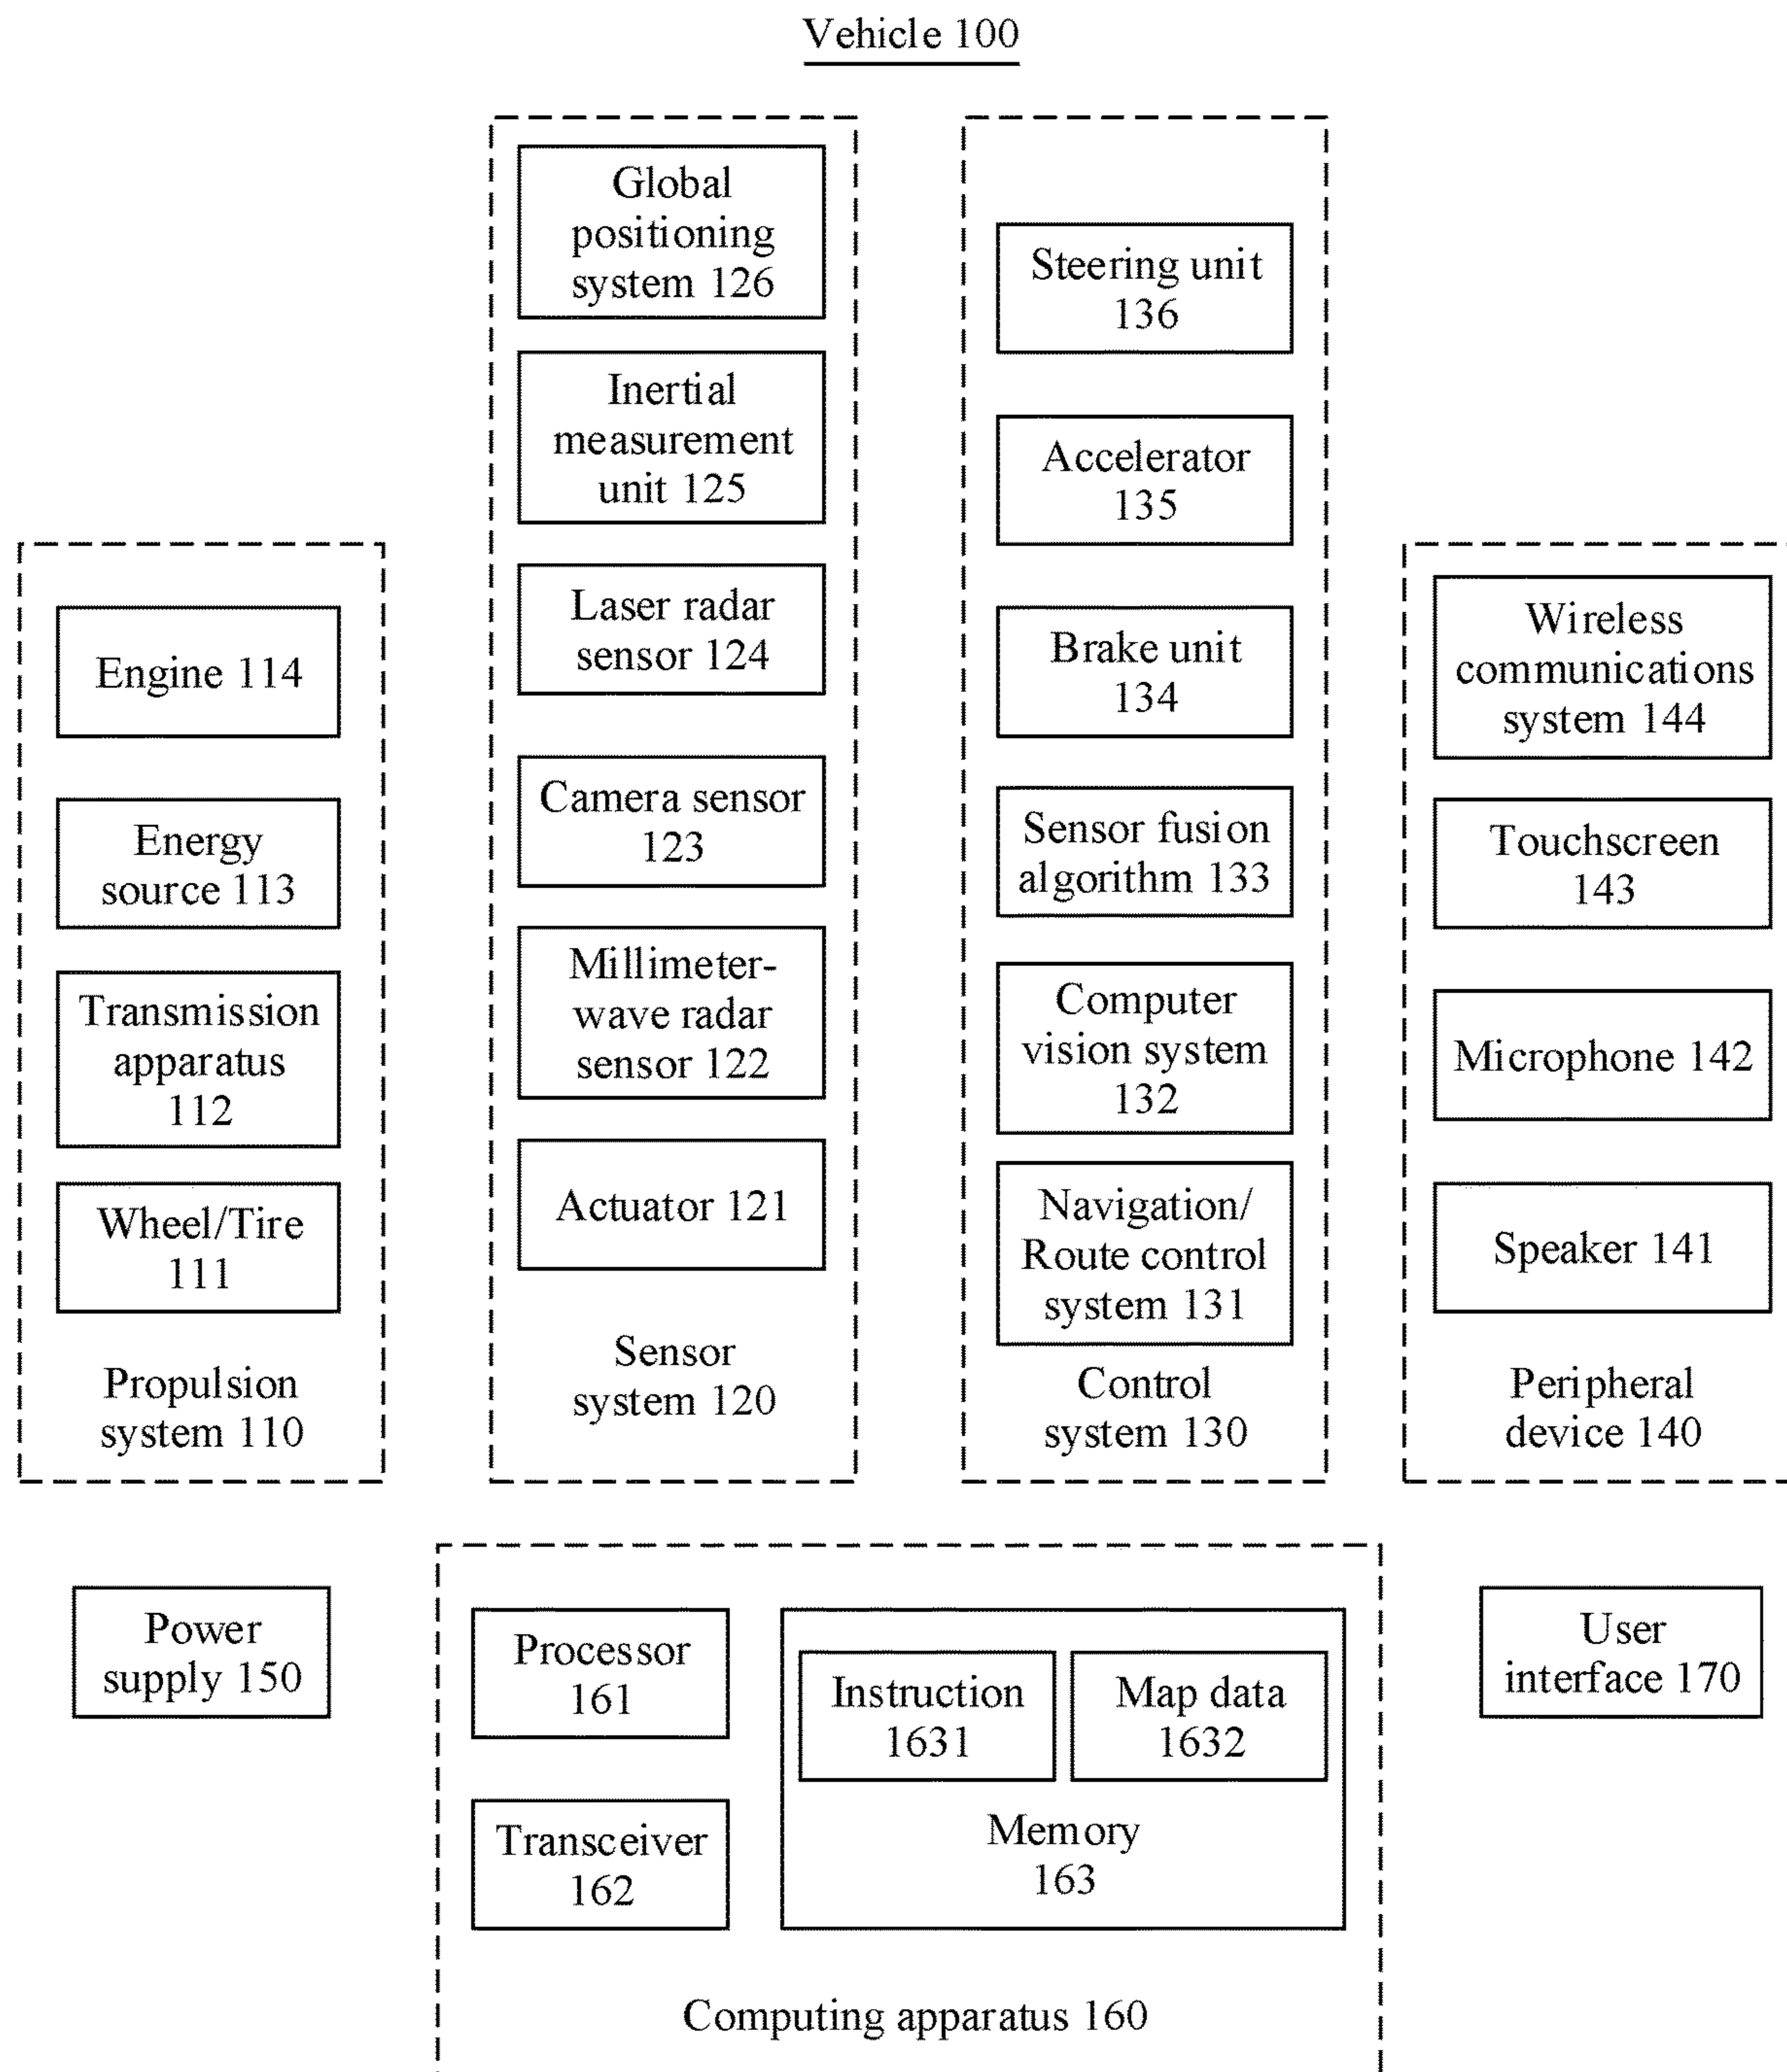 Vehicle 100
Engine 114
Energy
source 113
Transmission
apparatus
112
Wheel/Tire
111
Propulsion
system 110
Global
positioning
system 126
Inertial
measurement
unit 125
Laser radar
sensor 124
Camera sensor
123
Millimeter-
wave radar
sensor 122
Actuator 121
Sensor
system 120
Steering unit
136
Accelerator
135
Brake unit
134
Sensor fusion
algorithm 133
Computer
vision system
132
Navigation/
Route control
system 131
Control
system 130
Wireless
communications
system 144
Touchscreen
143
Microphone 142
Speaker 141
Peripheral
device 140
Power
supply 150
Processor
161
Transceiver
162
Instruction
1631
Map data
1632
Memory
163
Computing apparatus 160
User
interface 170